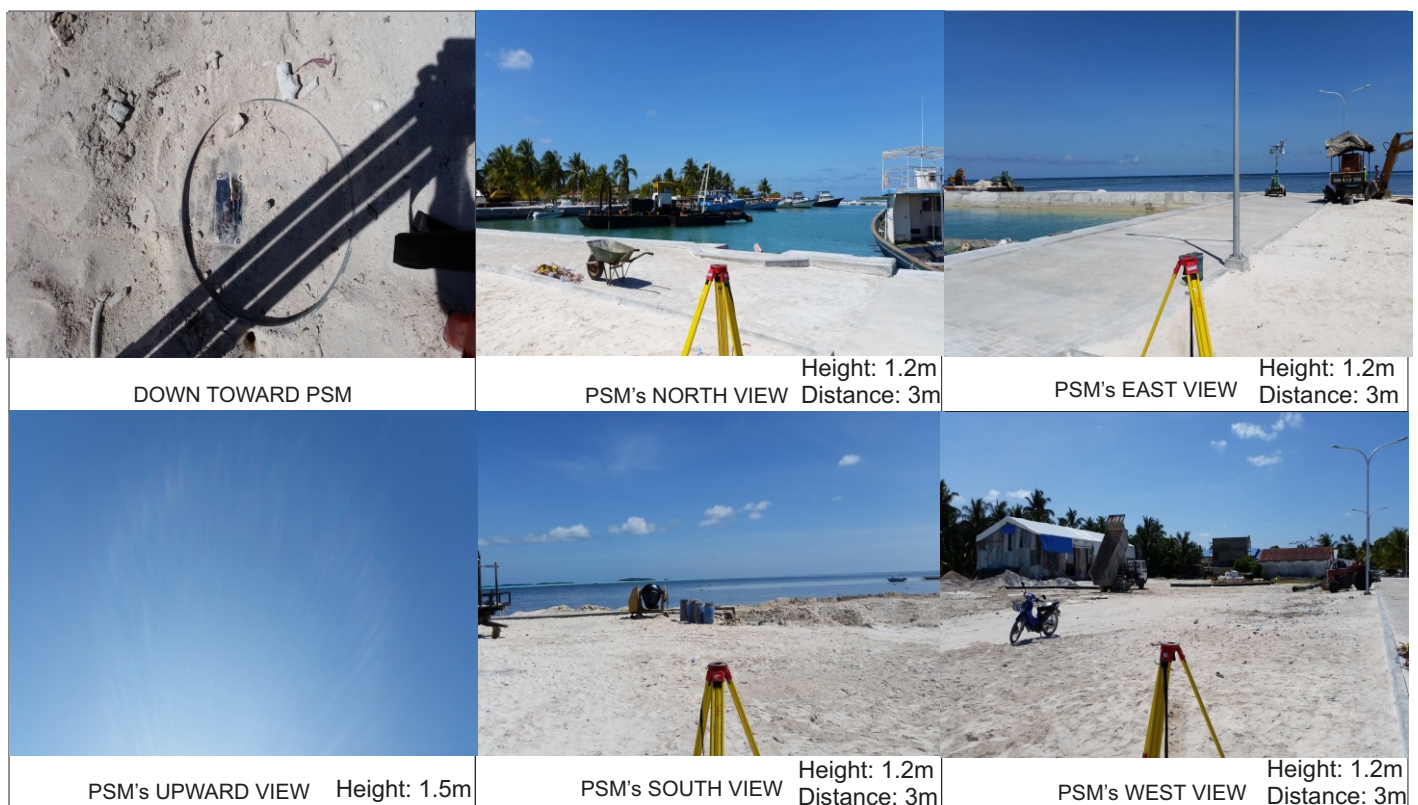 DOWN TOWARD PSM
PSM's NORTH VIEW
Height: 1.2m
Distance: 3m
PSM's EAST VIEW
Height: 1.2m
Distance: 3m
PSM's UPWARD VIEW
Height: 1.5m
PSM's SOUTH VIEW
Height: 1.2m
Distance: 3m
PSM's WEST VIEW
Height: 1.2m
Distance: 3m